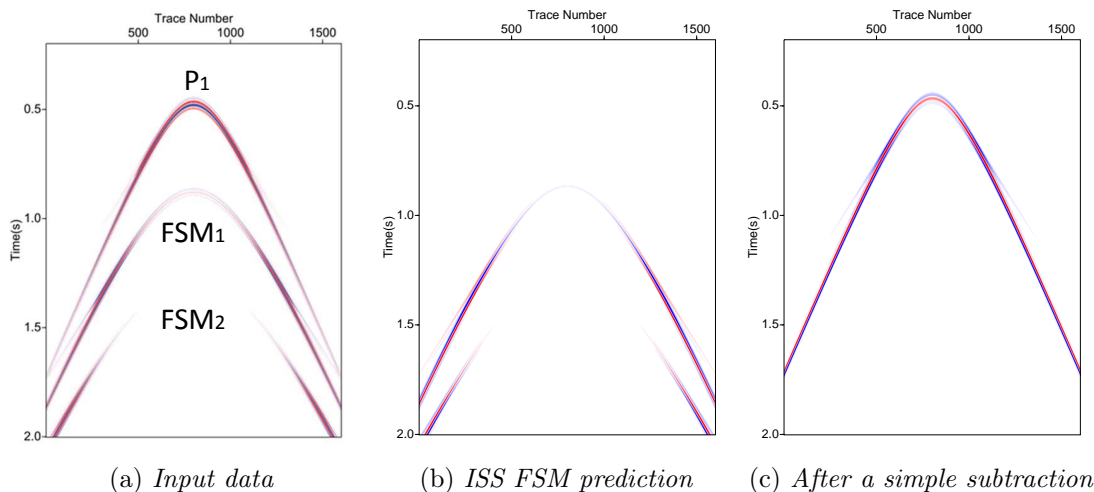 Trace Number
500 1000 1500
Time(s)
0.5
1.0
1.5
2.0
P1
FSM1
FSM2
(a) Input data
Trace Number
500 1000 1500
Time(s)
0.5
1.0
1.5
2.0
(b) ISS FSM prediction
Trace Number
500 1000 1500
Time(s)
0.5
1.0
1.5
2.0
(c) After a simple subtraction